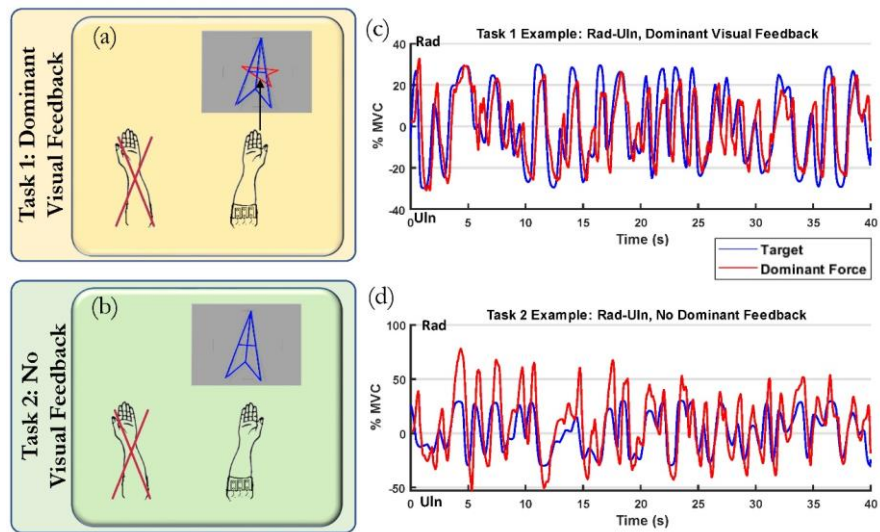 Task 1: Dominant
Visual Feedback
(a)
Task 2: No
Visual Feedback
(b)
(c)
Task 1 Example: Rad-Uln, Dominant Visual Feedback
Rad
40
20
0
-20
-40
% MVC
Uln
5
10
15
20
25
30
35
40
Time (s)
Target
Dominant Force
(d)
Task 2 Example: Rad-Uln, No Dominant Feedback
Rad
100
50
0
-50
% MVC
Uln
0
5
10
15
20
25
30
35
40
Time (s)